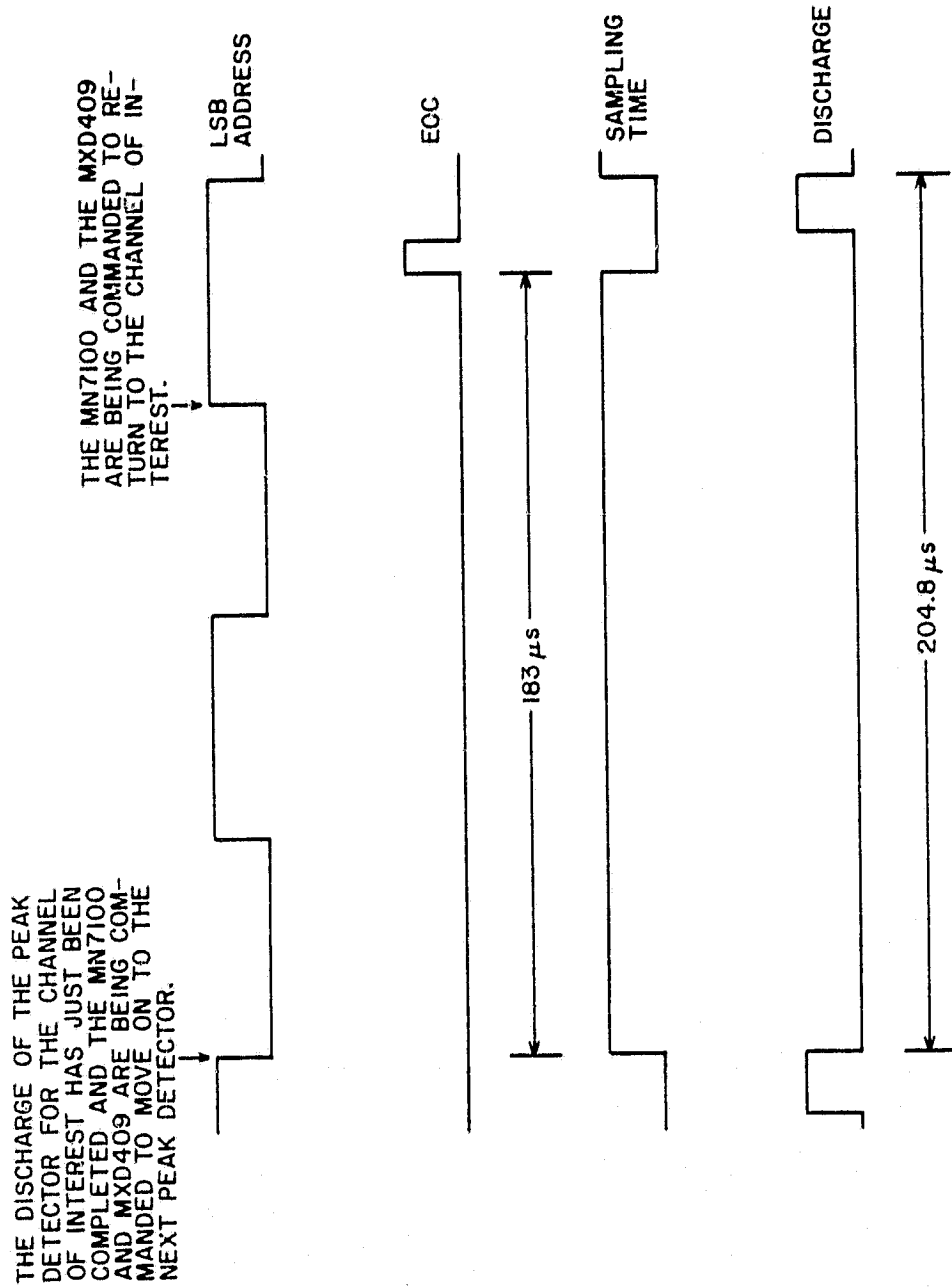 THE DISCHARGE OF THE PEAK
DETECTOR FOR THE CHANNEL
OF INTEREST HAS JUST BEEN
COMPLETED AND THE MN7100
AND MXD409 ARE BEING COM-
MANDED TO MOVE ON TO THE
NEXT PEAK DETECTOR.
THE MN7100 AND THE MXD409
ARE BEING COMMANDED TO RE-
TURN TO THE CHANNEL OF IN-
TEREST.
LSB
ADDRESS
EOC
183 μs
SAMPLING
TIME
DISCHARGE
204.8 μs